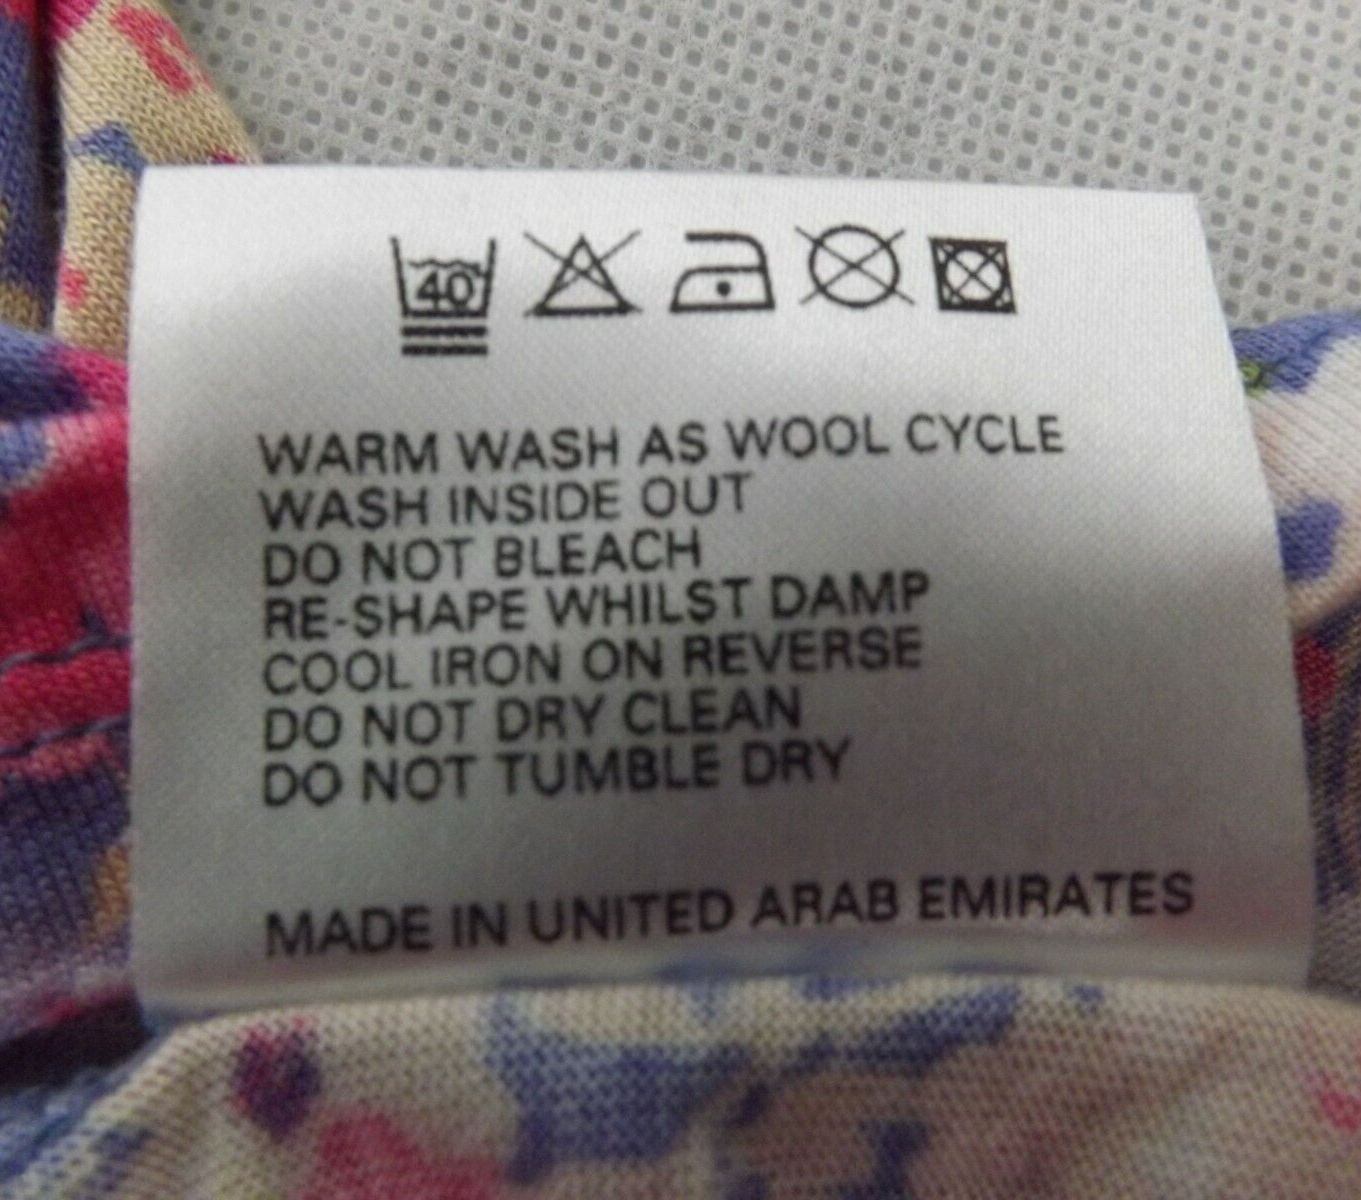 40
WARM WASH AS WOOL CYCLE
WASH INSIDE OUT
DO NOT BLEACH
RE-SHAPE WHILST DAMP
COOL IRON ON REVERSE
DO NOT DRY CLEAN
DO NOT TUMBLE DRY
MADE IN UNITED ARAB EMIRATES